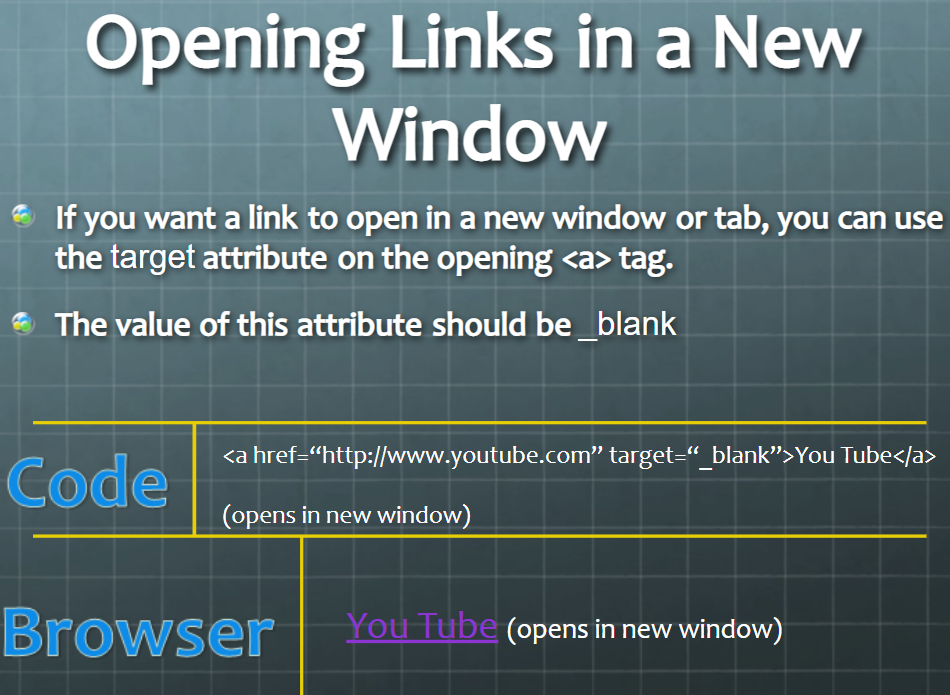 Opening Links in a New
Window
If you want a link to open in a new window or tab, you can use
the target attribute on the opening <a> tag.
The value of this attribute should be _blank
Code
<a href=“http://www.youtube.com” target=“_blank”>You Tube</a>
(opens in new window)
Browser
You Tube (opens in new window)